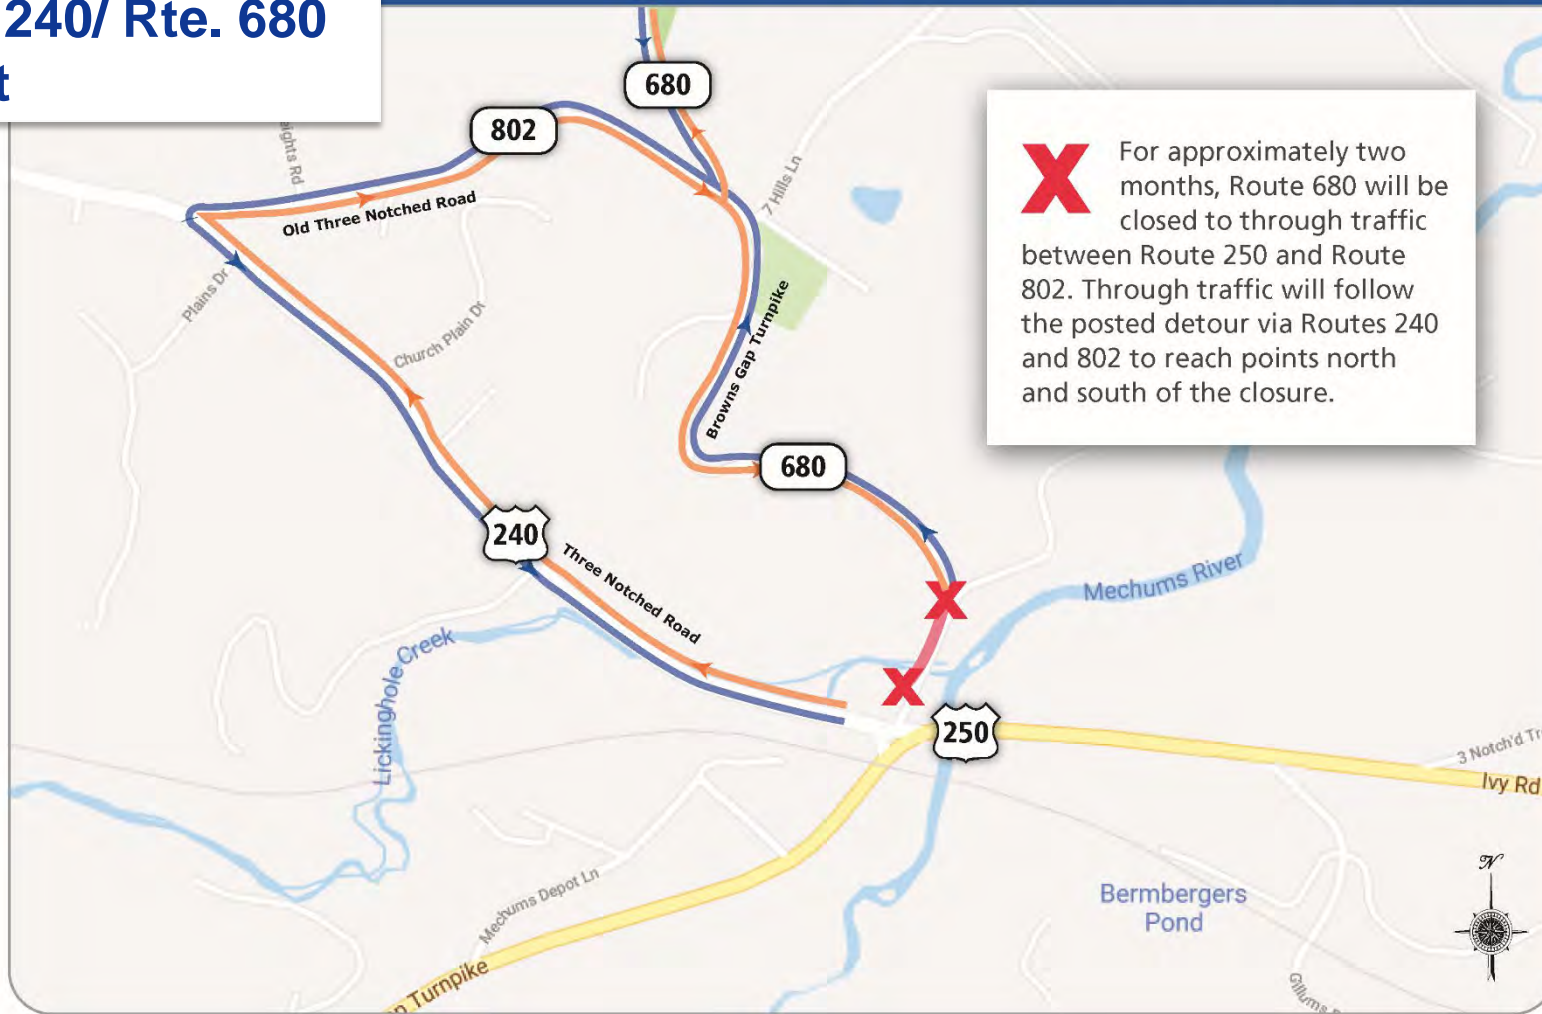 240/ Rte. 680
t
680
802
Old Three Notched Road
7 Hills Ln
For approximately two
months, Route 680 will be
closed to through traffic
between Route 250 and Route
802. Through traffic will follow
the posted detour via Routes 240
and 802 to reach points north
and south of the closure.
Plains Dr
Church Plain Dr
Browns Gap Turnpike
680
240
Three Notched Road
Mechums River
Lickinghole Creek
250
3 Notch'd Tr
Ivy Rd
Mechums Depot Ln
Bermbergers
Pond
N
Turnpike
Gillums